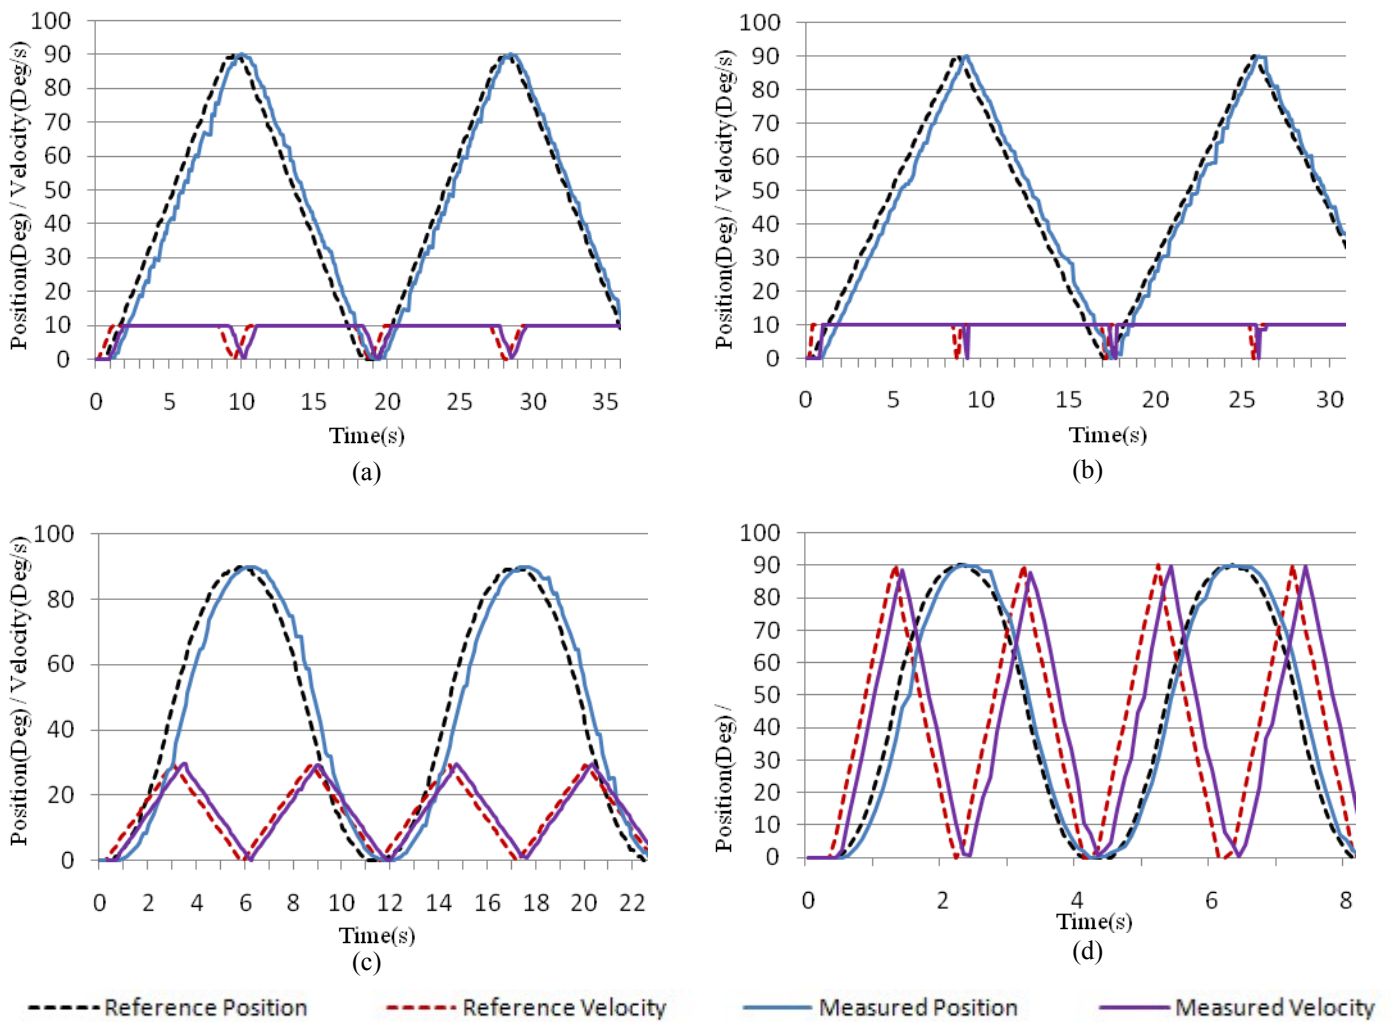 100
90
80
70
60
50
40
30
20
10
0
Position(Deg) / Velocity(Deg/s)
0 5 10 15 20 25 30 35
Time(s)
(a)
100
90
80
70
60
50
40
30
20
10
0
Position(Deg) / Velocity(Deg/s)
0 5 10 15 20 25 30
Time(s)
(b)
100
80
60
40
20
0
Position(Deg) / Velocity(Deg/s)
0 2 4 6 8 10 12 14 16 18 20 22
Time(s)
(c)
100
90
80
70
60
50
40
30
20
10
0
Position(Deg) /
0 2 4 6 8
Time(s)
(d)
Reference Position Reference Velocity Measured Position Measured Velocity